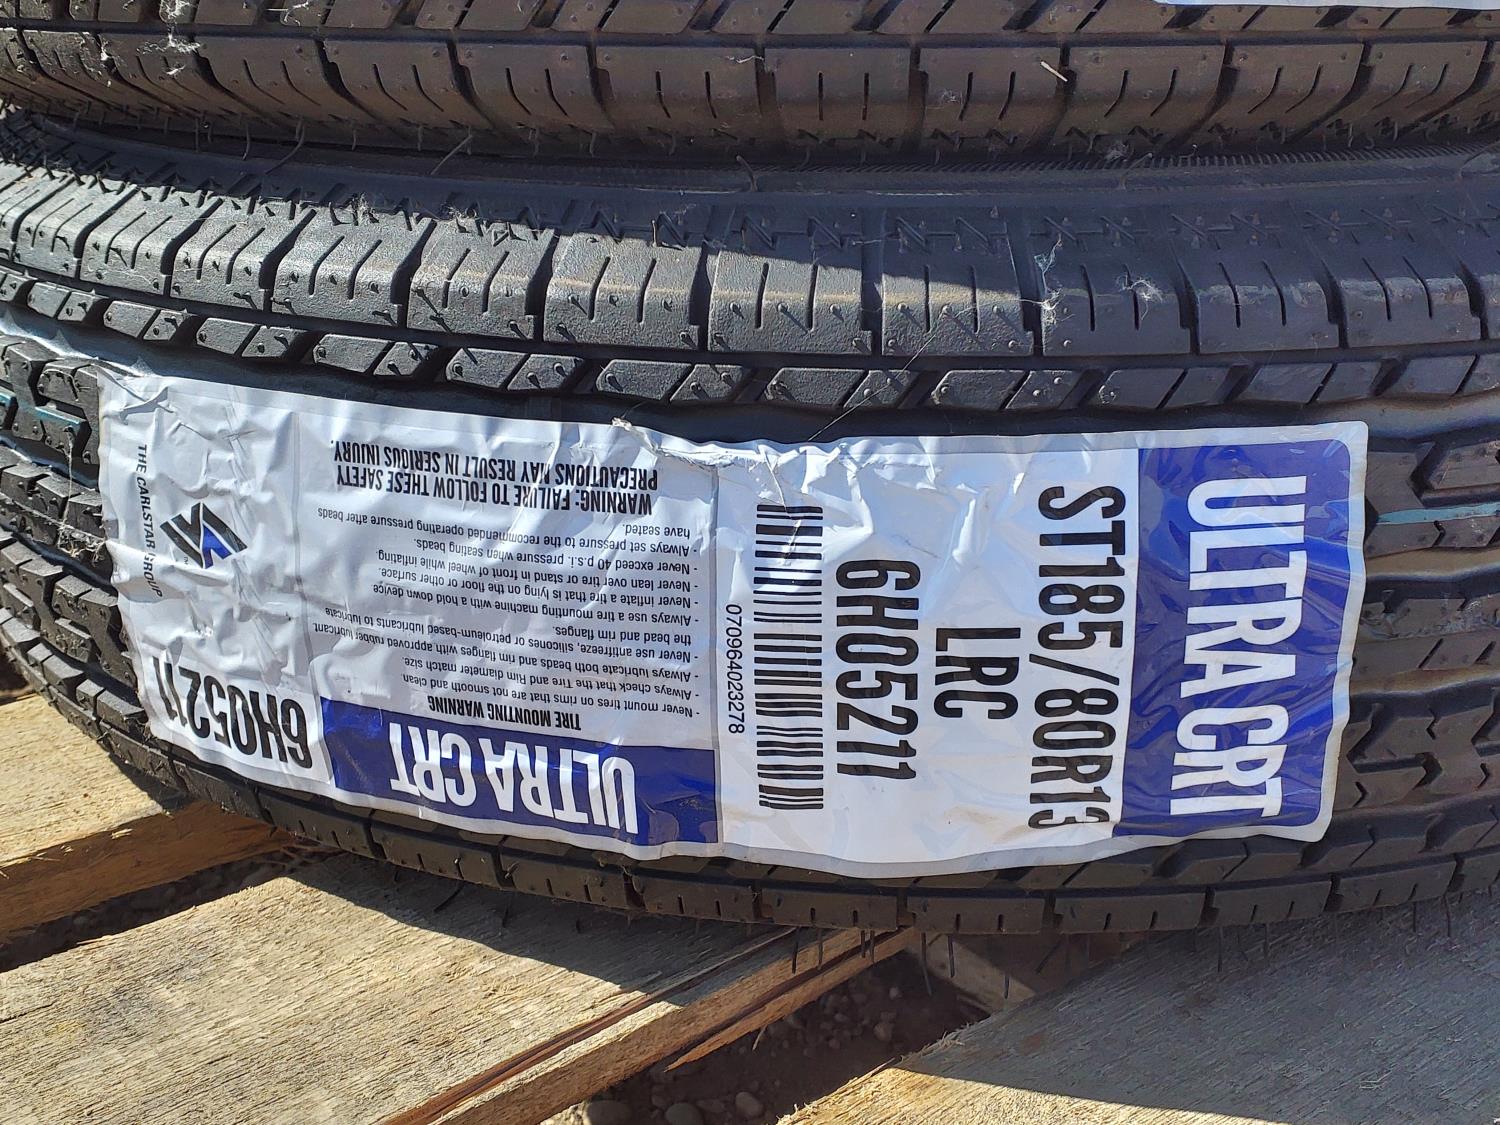 ULTRA CRT
ST185/80R13
LRC
6H05211
070964023278
ULTRA CRT
TIRE MOUNTING WARNING
- Never mount tires on rims that are not smooth and clean.
- Always check that the Tire and Rim diameter match size.
- Always lubricate both beads and rim flanges with approved rubber lubricant.
- Never use antifreeze, silicones or petroleum-based lubricants to lubricate
the bead and rim flanges.
- Always use a tire mounting machine with a hold down device
- Never inflate a tire that is lying on the floor or other surface.
- Never lean over tire or stand in front of wheel while inflating.
- Never exceed 40 p.s.i. of pressure when seating beads.
- Always set pressure to the recommended operating pressure after beads
have seated.
WARNING: FAILURE TO FOLLOW THESE SAFETY
PRECAUTIONS MAY RESULT IN SERIOUS INJURY.
6H05211
THE CARLSTAR GROUP